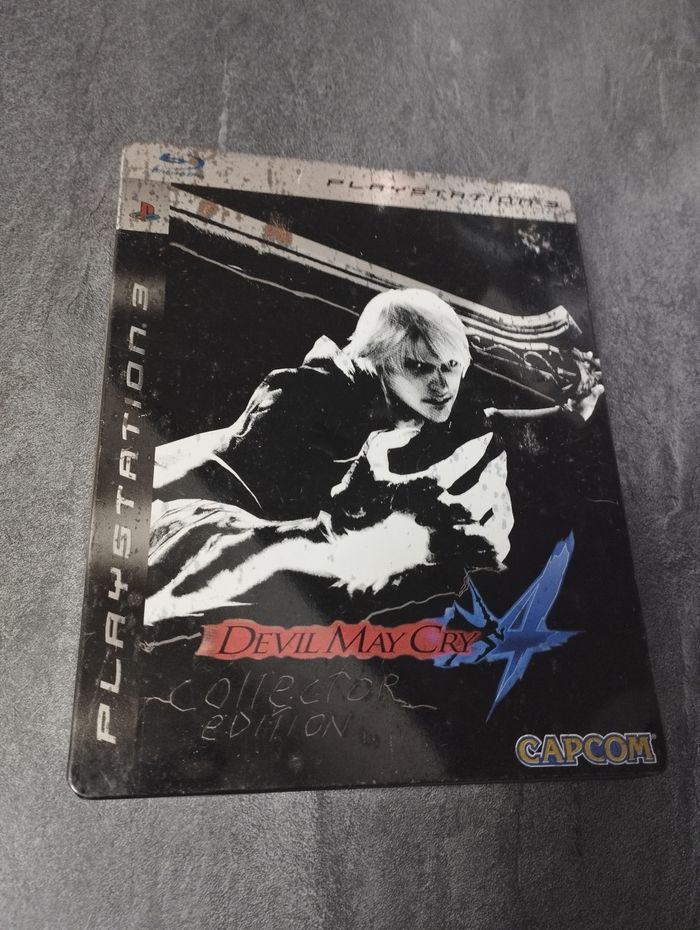 PLAYSTATION 3
PLAYSTATION 3
DEVIL MAY CRY 4
COLLECTOR
EDITION
CAPCOM